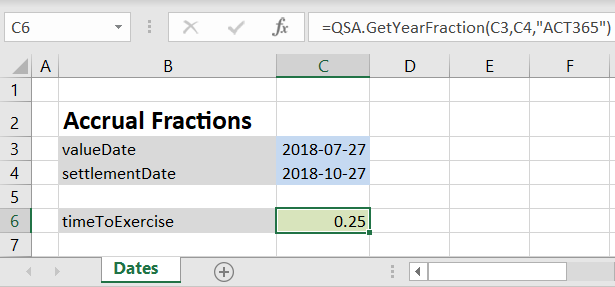 C6 =QSA.GetYearFraction(C3,C4,"ACT365")
A B C D E F
1
2 Accrual Fractions
3 valueDate 2018-07-27
4 settlementDate 2018-10-27
5
6 timeToExercise 0.25
7
Dates